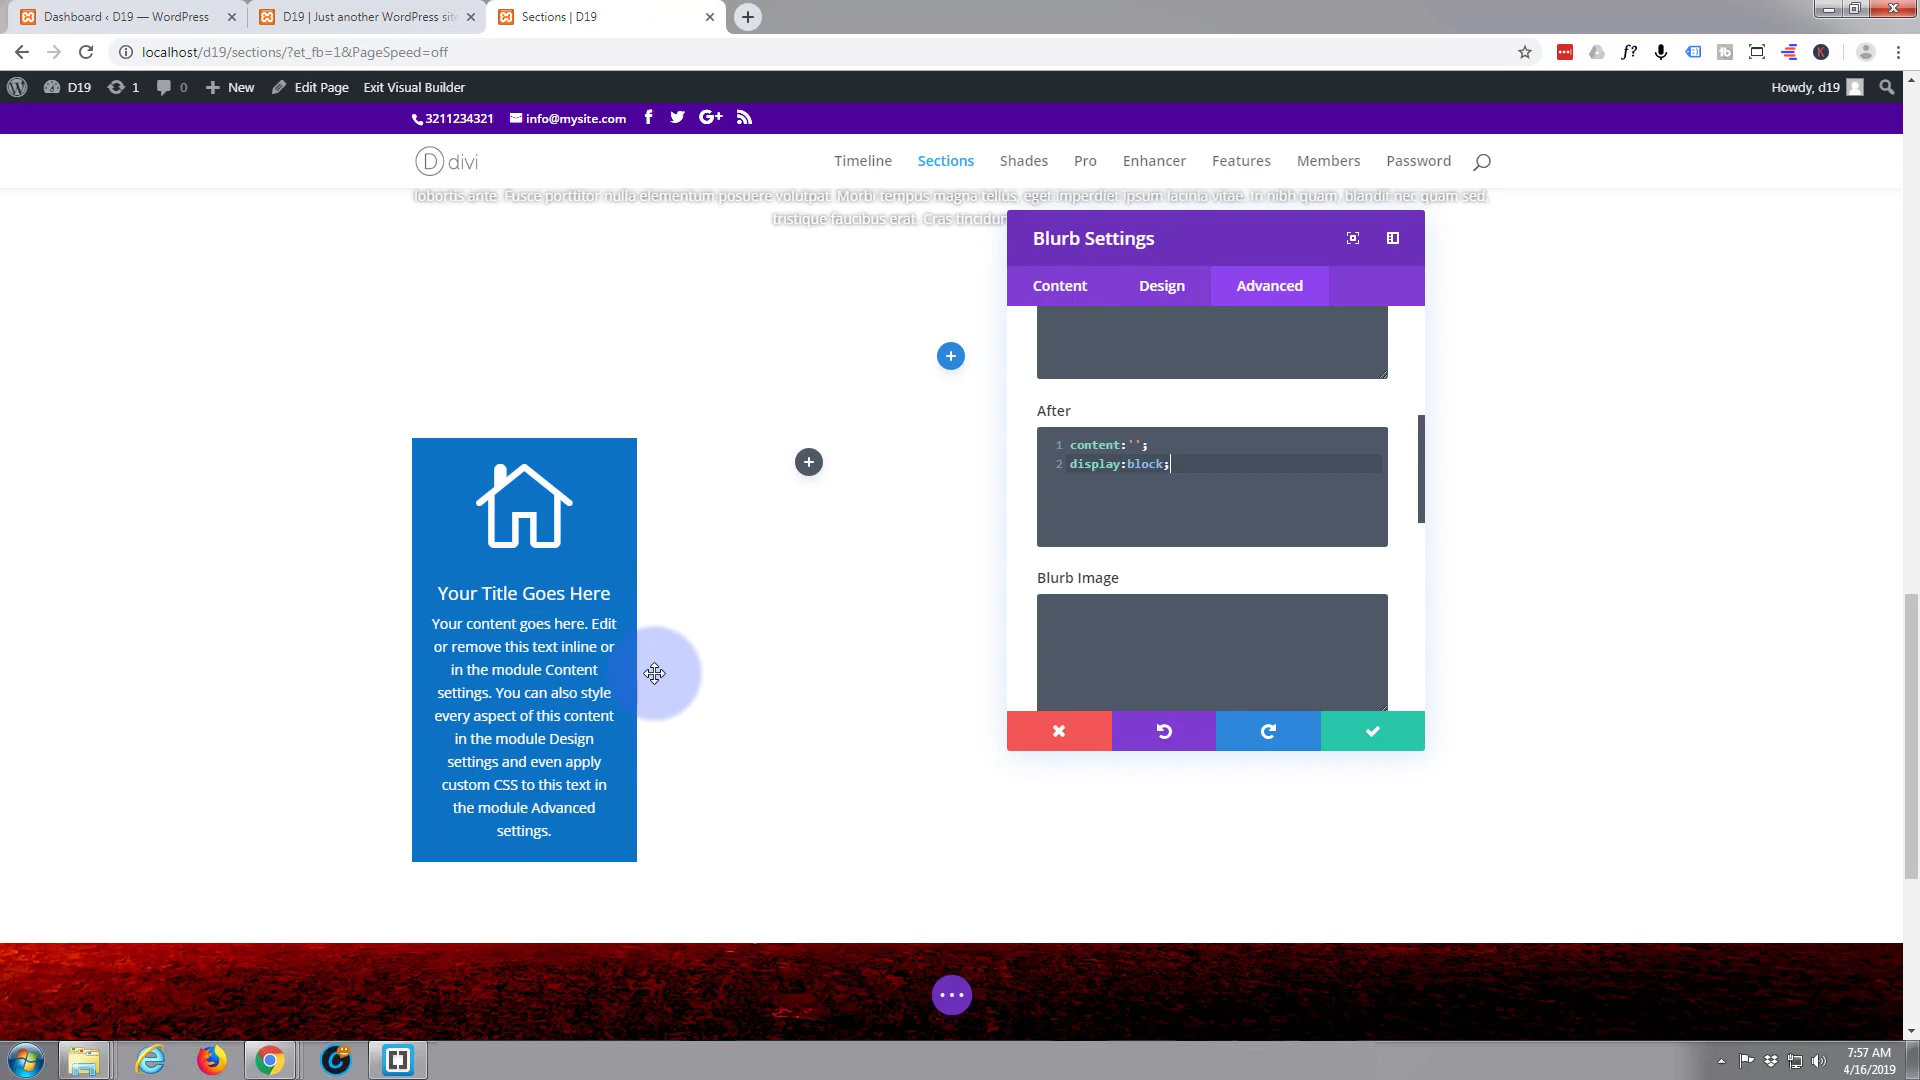 Dashboard ‹ D19 — WordPress
D19 | Just another WordPress site
Sections | D19
localhost/d19/sections/?et_fb=1&PageSpeed=off
D19
1
0
New
Edit Page
Exit Visual Builder
Howdy, d19
3211234321
info@mysite.com
D divi
Timeline
Sections
Shades
Pro
Enhancer
Features
Members
Password
lobortis ante. Fusce porttitor nulla elementum posuere volutpat. Morbi tempus magna tellus, eget imperdiet ipsum lacinia vitae. In nibh quam, blandit nec quam sed,
tristique faucibus erat. Cras tincidun
Blurb Settings
Content
Design
Advanced
After
1 content:'';
2 display:block;
Blurb Image
Your Title Goes Here
Your content goes here. Edit
or remove this text inline or
in the module Content
settings. You can also style
every aspect of this content
in the module Design
settings and even apply
custom CSS to this text in
the module Advanced
settings.
7:57 AM
4/16/2019